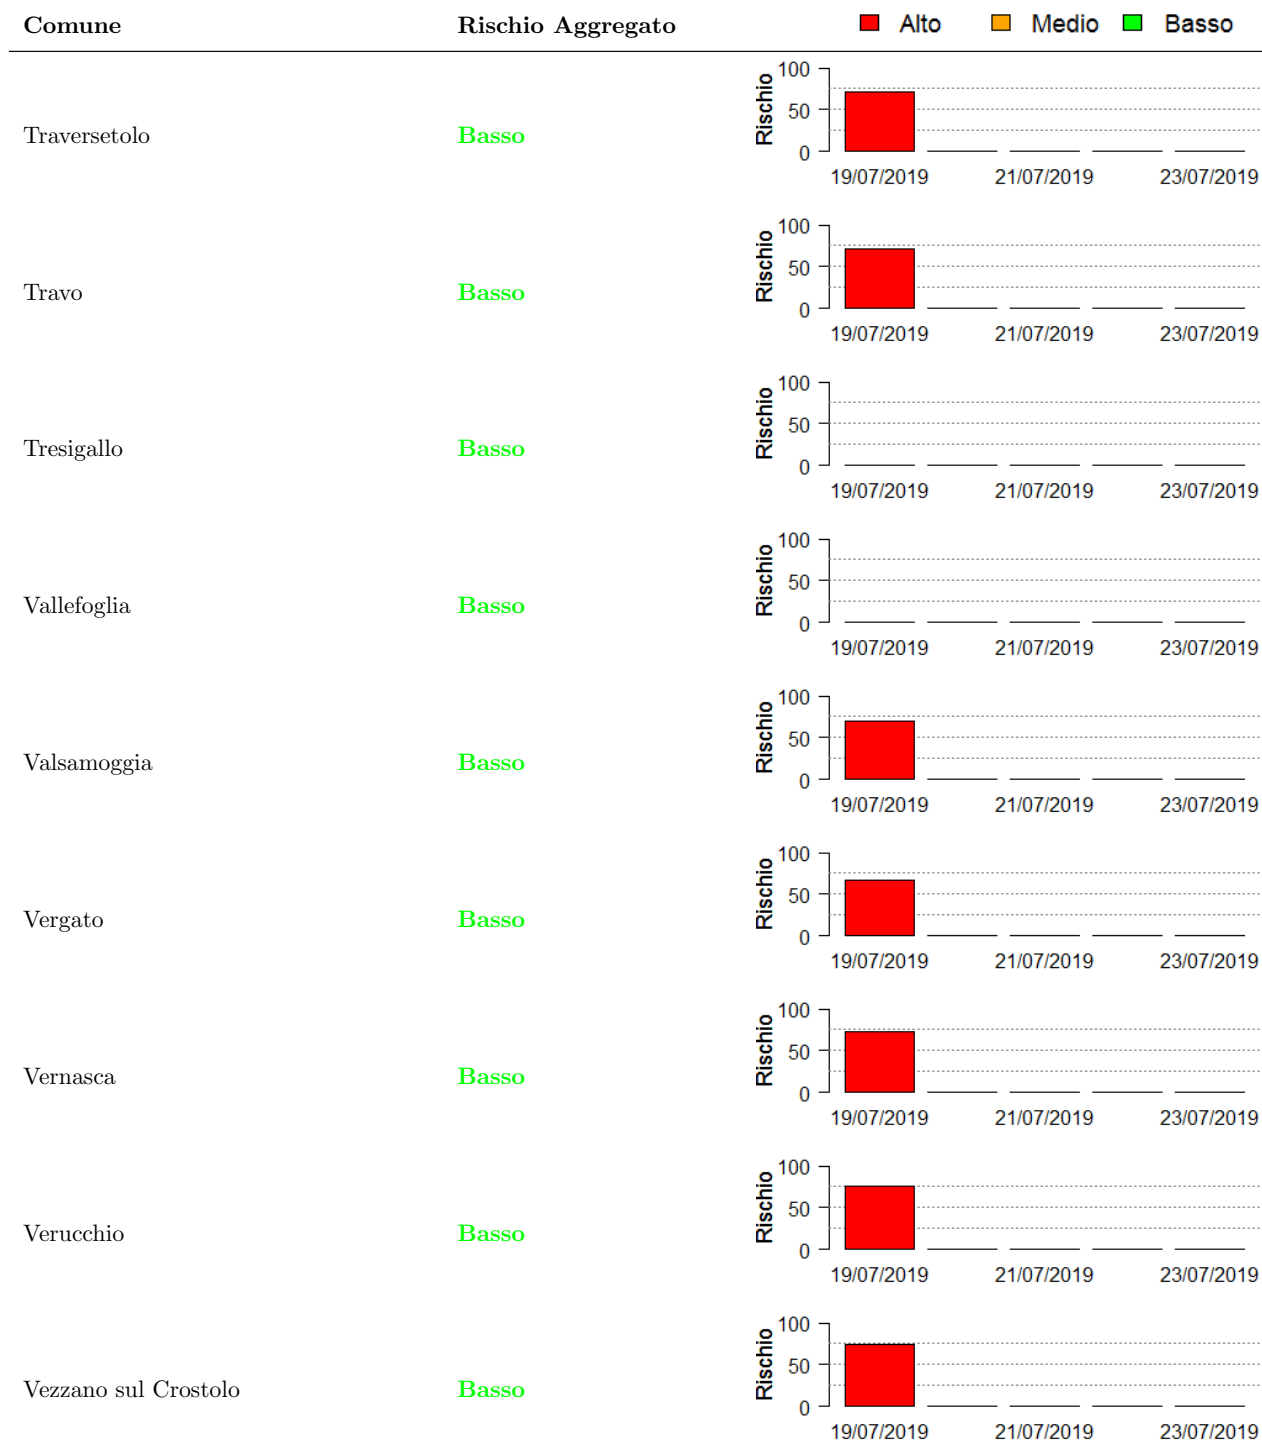 Comune Rischio Aggregato Alto Medio Basso
Traversetolo Basso
Rischio
100
50
0
19/07/2019 21/07/2019 23/07/2019
Travo Basso
Rischio
100
50
0
19/07/2019 21/07/2019 23/07/2019
Tresigallo Basso
Rischio
100
50
0
19/07/2019 21/07/2019 23/07/2019
Vallefoglia Basso
Rischio
100
50
0
19/07/2019 21/07/2019 23/07/2019
Valsamoggia Basso
Rischio
100
50
0
19/07/2019 21/07/2019 23/07/2019
Vergato Basso
Rischio
100
50
0
19/07/2019 21/07/2019 23/07/2019
Vernasca Basso
Rischio
100
50
0
19/07/2019 21/07/2019 23/07/2019
Verucchio Basso
Rischio
100
50
0
19/07/2019 21/07/2019 23/07/2019
Vezzano sul Crostolo Basso
Rischio
100
50
0
19/07/2019 21/07/2019 23/07/2019